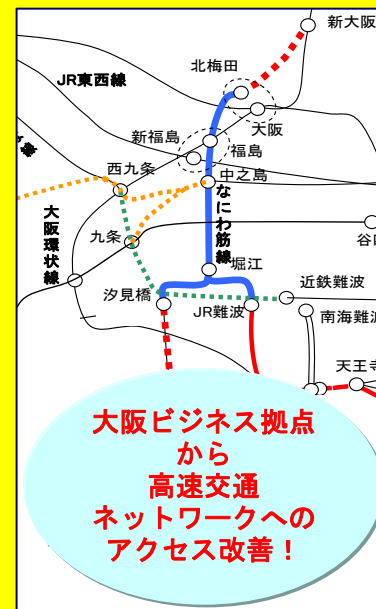 新大阪
北梅田
JR東西線
大阪
新福島
福島
西九条
中之島
なにわ筋線
大阪環状線
九条
谷
堀江
近鉄難波
汐見橋
JR難波
南海難波
天王寺
大阪ビジネス拠点
から
高速交通
ネットワークへの
アクセス改善!